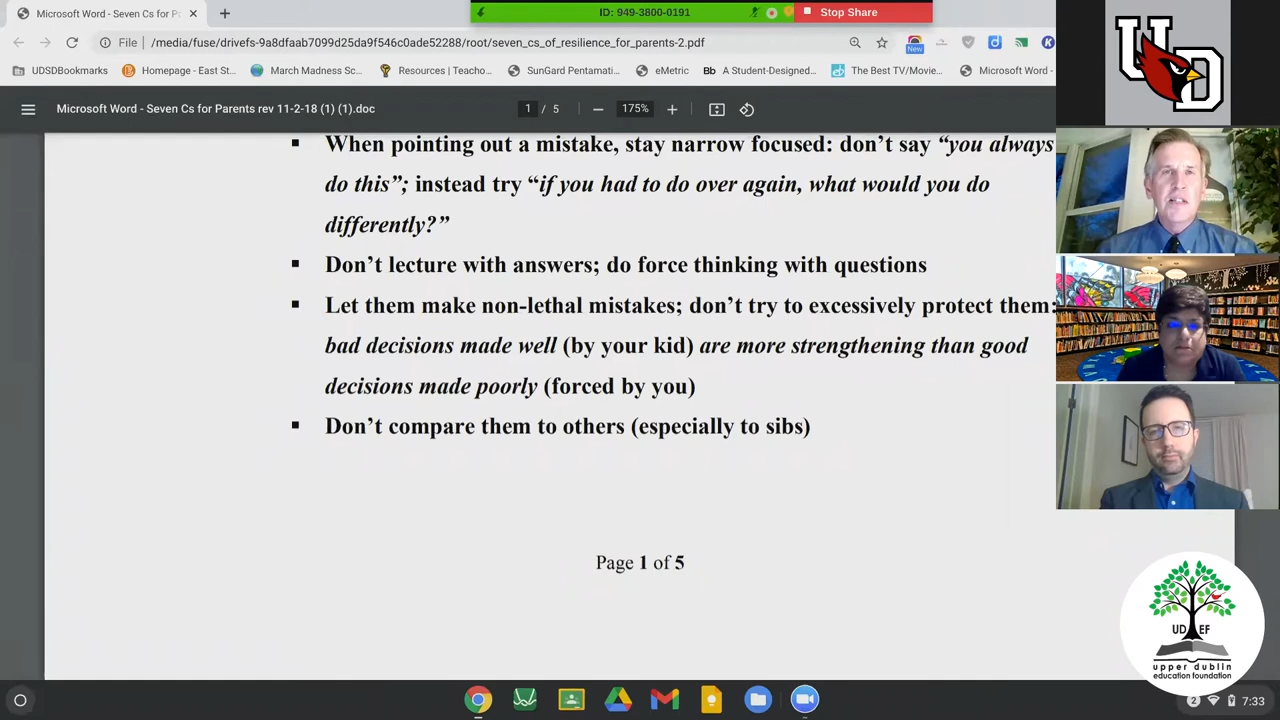 Microsoft Word - Seven Cs for P
ID: 949-3800-0191
Stop Share
File | /media/fuse/drivefs-9a8dfaab7099d25da9f546c0ade52288/root/seven_cs_of_resilience_for_parents-2.pdf
New
UDSDBookmarks
Homepage - East St...
March Madness Sc...
Resources | Texas...
SunGard Pentamati...
eMetric
Bb A Student-Designed...
The Best TV/Movie...
Microsoft Word -
Microsoft Word - Seven Cs for Parents rev 11-2-18 (1) (1).doc
1 / 5
175%
▪ When pointing out a mistake, stay narrow focused: don’t say “you always
do this”; instead try “if you had to do over again, what would you do
differently?”
▪ Don’t lecture with answers; do force thinking with questions
▪ Let them make non-lethal mistakes; don’t try to excessively protect them:
bad decisions made well (by your kid) are more strengthening than good
decisions made poorly (forced by you)
▪ Don’t compare them to others (especially to sibs)
Page 1 of 5
UD
UD EF
upper dublin
education foundation
2
7:33